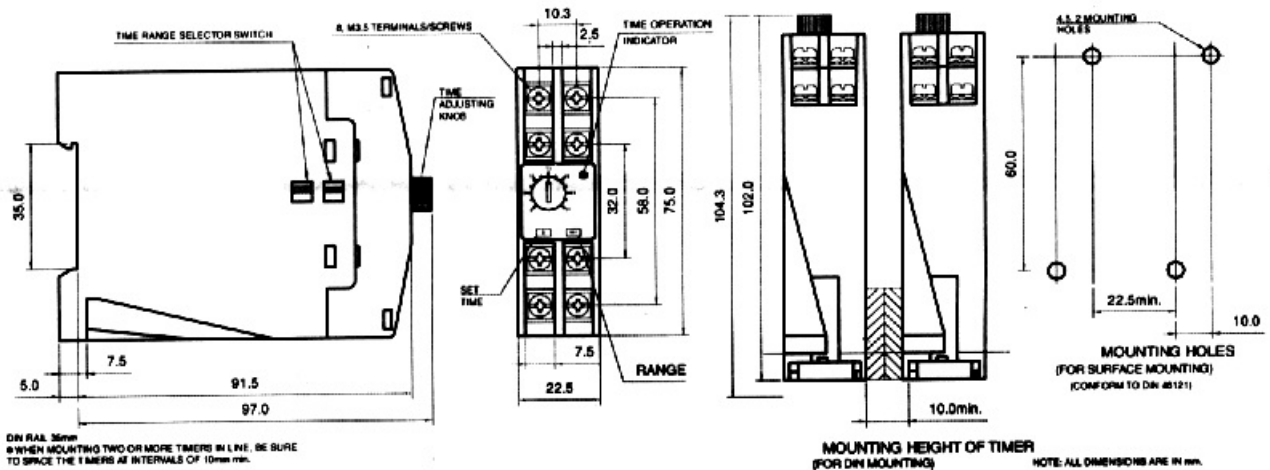 TIME RANGE SELECTOR SWITCH
8, M3.5 TERMINALS/SCREWS
10.3
2.5
TIME OPERATION
INDICATOR
4.5, 2 MOUNTING
HOLES
TIME
ADJUSTING
KNOB
35.0
32.0
58.0
75.0
104.3
102.0
60.0
SET
TIME
22.5min.
10.0
7.5
5.0
91.5
97.0
7.5
22.5
RANGE
10.0min.
MOUNTING HOLES
(FOR SURFACE MOUNTING)
(CONFORM TO DIN 46121)
DIN RAIL 35mm
WHEN MOUNTING TWO OR MORE TIMERS IN LINE, BE SURE
TO SPACE THE TIMERS AT INTERVALS OF 10mm min.
MOUNTING HEIGHT OF TIMER
(FOR DIN MOUNTING)
NOTE: ALL DIMENSIONS ARE IN mm.